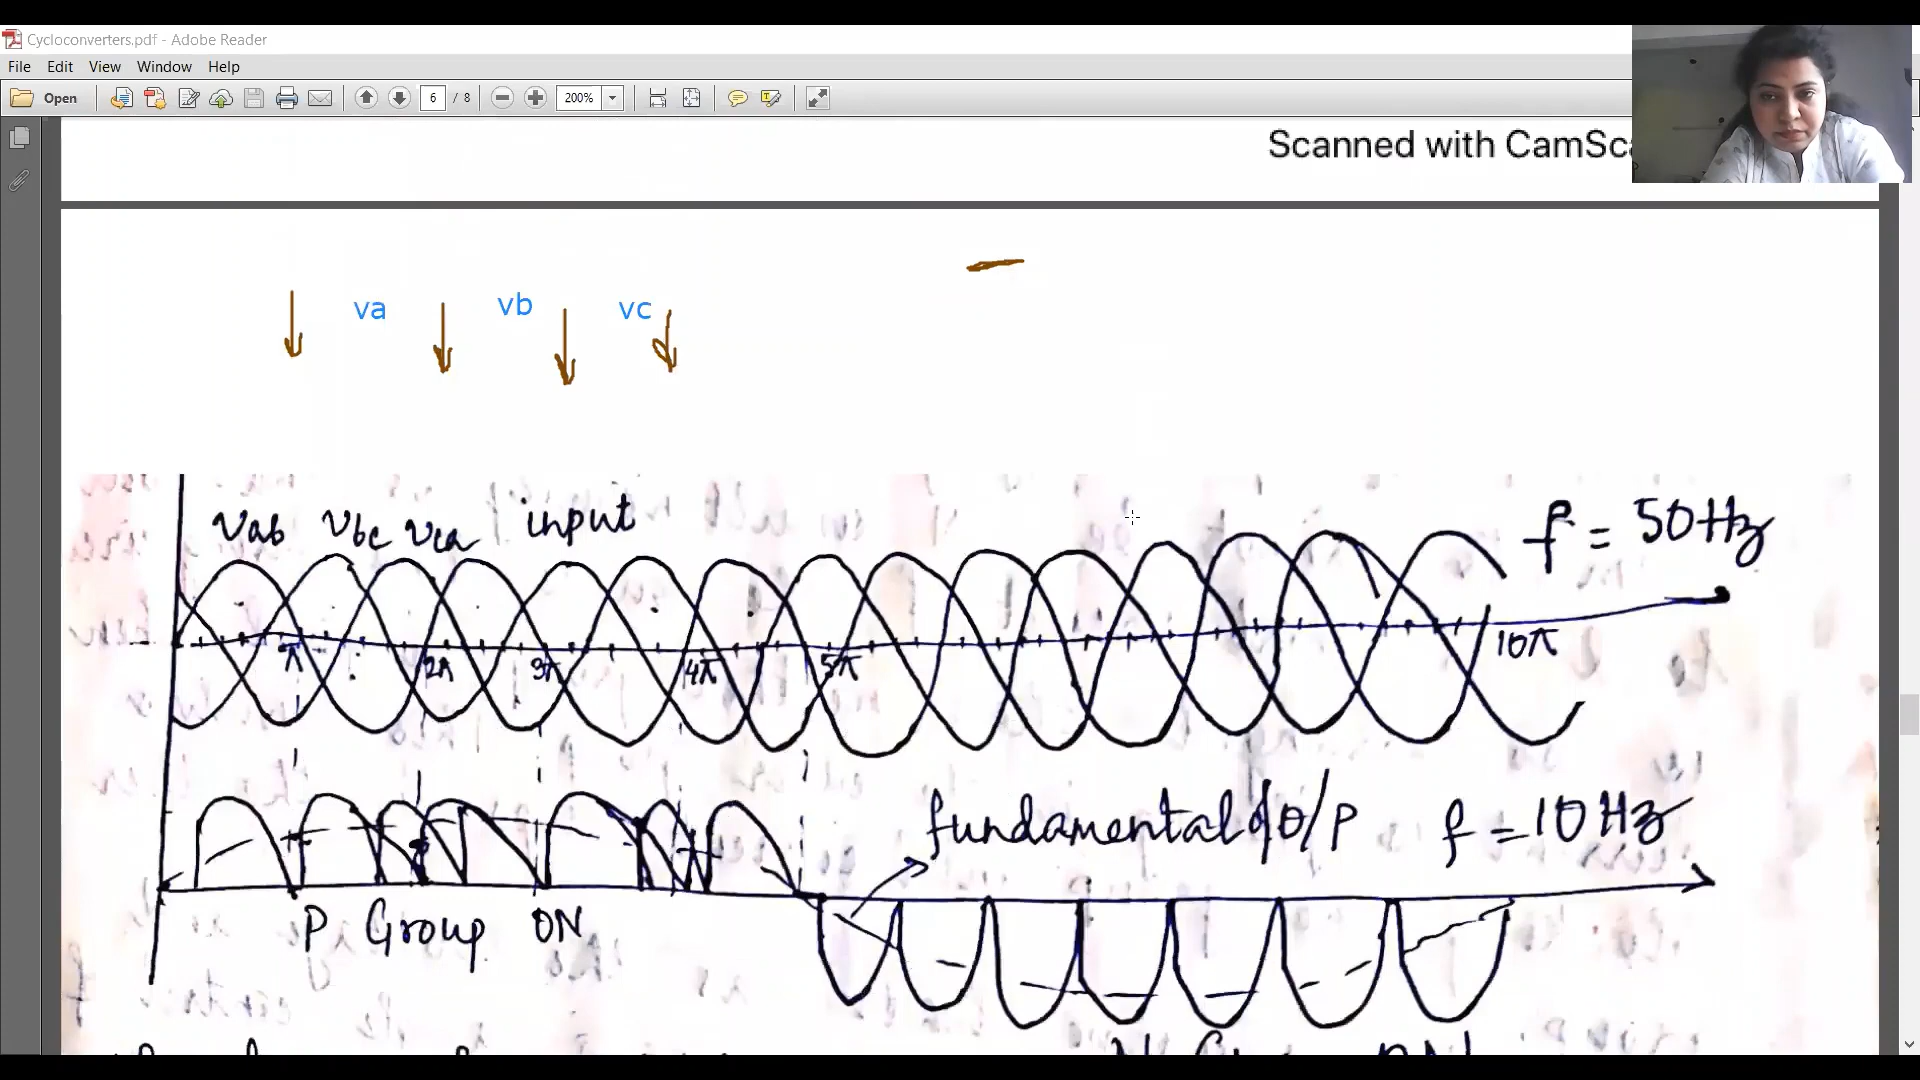 Cycloconverters.pdf - Adobe Reader
File Edit View Window Help
Open 6 / 8 200%
Scanned with CamSc
va vb vc
Vab Vbc Vca input
f = 50Hz
π 2π 3π 4π 5π 10π
fundamental of O/P f = 10Hz
P Group ON